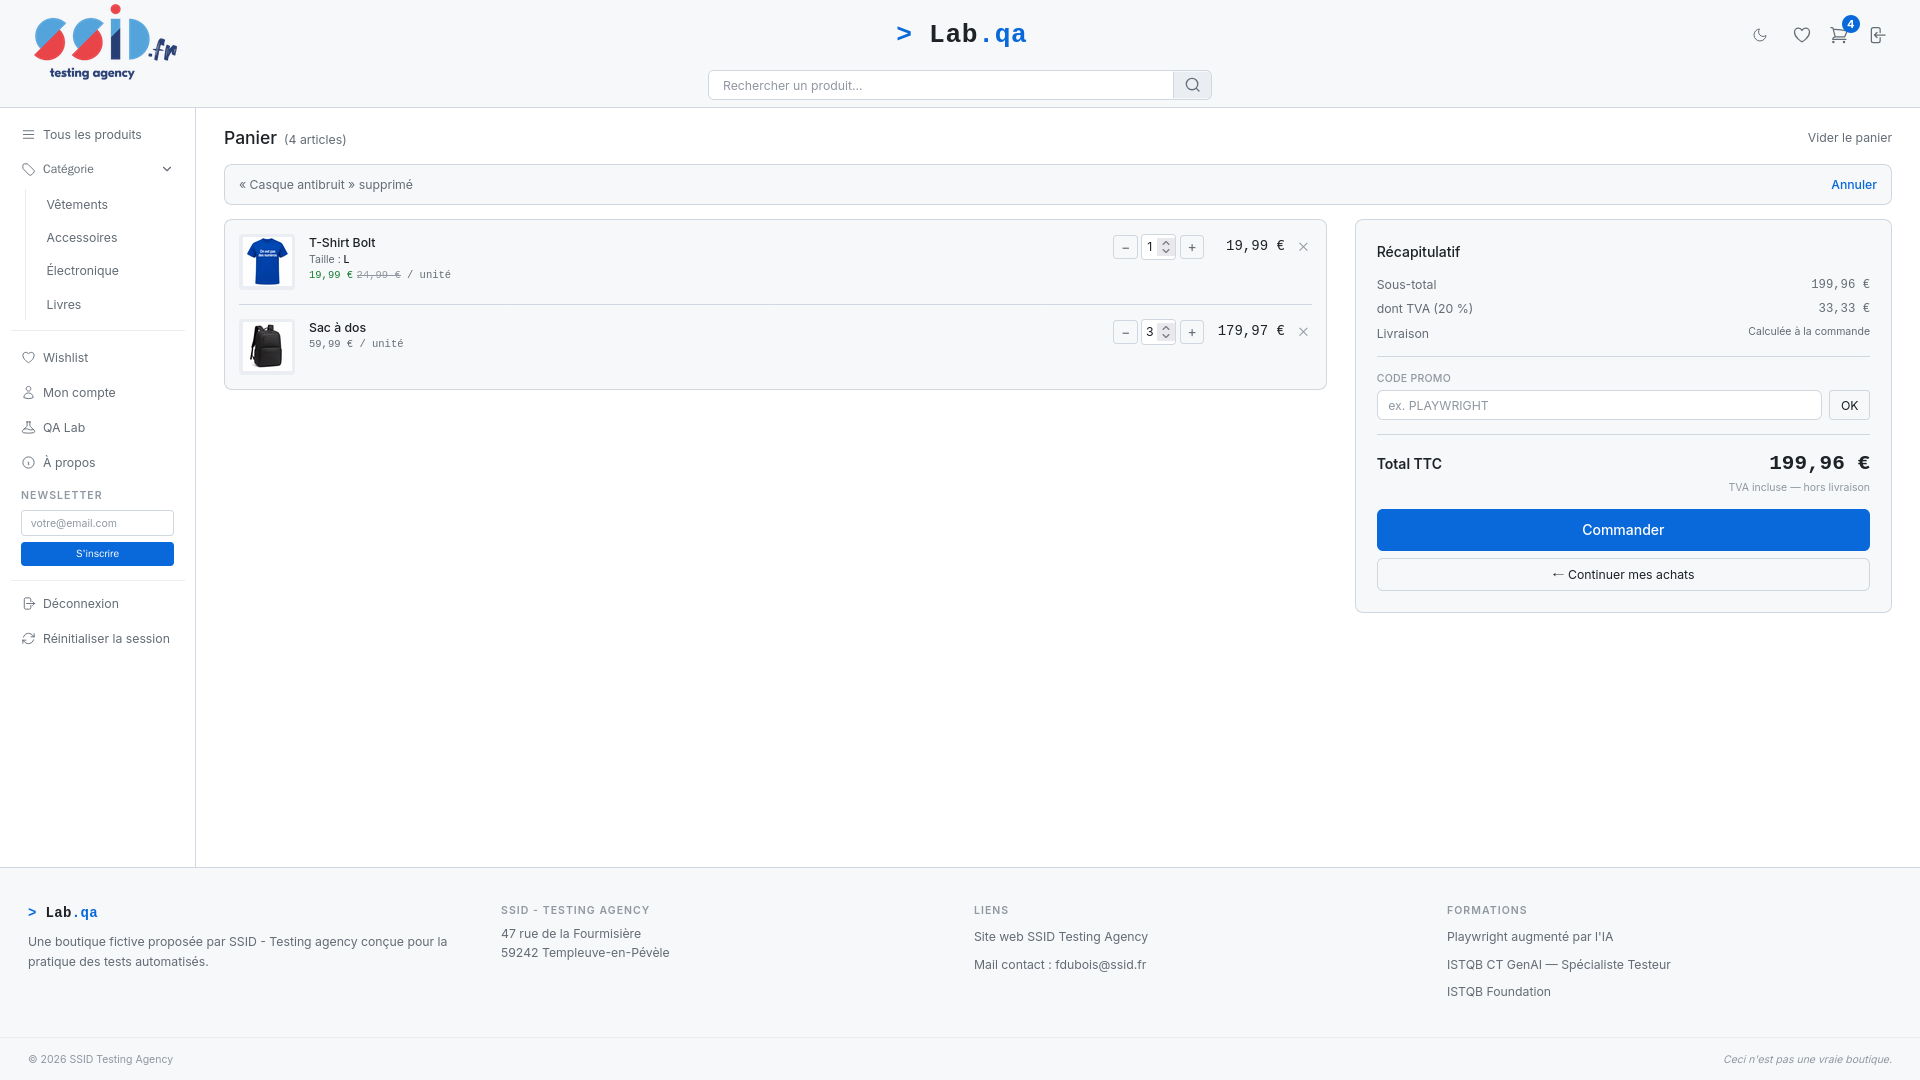 ssid.fr
testing agency
> Lab.qa
4
Rechercher un produit...
Tous les produits
Catégorie
Vêtements
Accessoires
Électronique
Livres
Wishlist
Mon compte
QA Lab
À propos
NEWSLETTER
votre@email.com
S'inscrire
Déconnexion
Réinitialiser la session
Panier (4 articles)
Vider le panier
« Casque antibruit » supprimé
Annuler
T-Shirt Bolt
Taille : L
19,99 € 24,99 € / unité
− 1 + 19,99 € ×
Sac à dos
59,99 € / unité
− 3 + 179,97 € ×
Récapitulatif
Sous-total 199,96 €
dont TVA (20 %) 33,33 €
Livraison Calculée à la commande
CODE PROMO
ex. PLAYWRIGHT
OK
Total TTC 199,96 €
TVA incluse — hors livraison
Commander
← Continuer mes achats
> Lab.qa
Une boutique fictive proposée par SSID - Testing agency conçue pour la
pratique des tests automatisés.
SSID - TESTING AGENCY
47 rue de la Fourmisière
59242 Templeuve-en-Pévèle
LIENS
Site web SSID Testing Agency
Mail contact : fdubois@ssid.fr
FORMATIONS
Playwright augmenté par l'IA
ISTQB CT GenAI — Spécialiste Testeur
ISTQB Foundation
© 2026 SSID Testing Agency
Ceci n'est pas une vraie boutique.